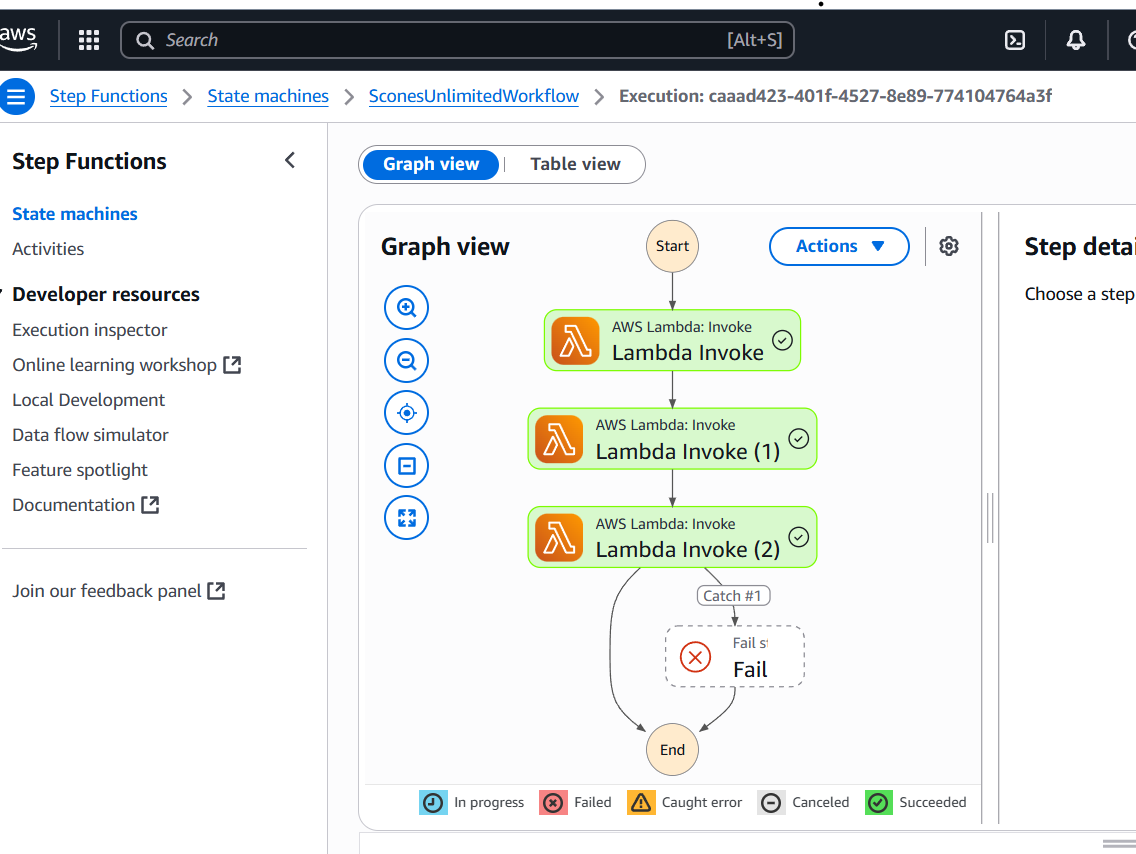 aws
Search
[Alt+S]
Step Functions
State machines
SconesUnlimitedWorkflow
Execution: caaad423-401f-4527-8e89-774104764a3f
Step Functions
State machines
Activities
Developer resources
Execution inspector
Online learning workshop
Local Development
Data flow simulator
Feature spotlight
Documentation
Join our feedback panel
Graph view
Table view
Graph view
Actions
Start
AWS Lambda: Invoke
Lambda Invoke
AWS Lambda: Invoke
Lambda Invoke (1)
AWS Lambda: Invoke
Lambda Invoke (2)
Catch #1
Fail st
Fail
End
In progress
Failed
Caught error
Canceled
Succeeded
Step detai
Choose a step